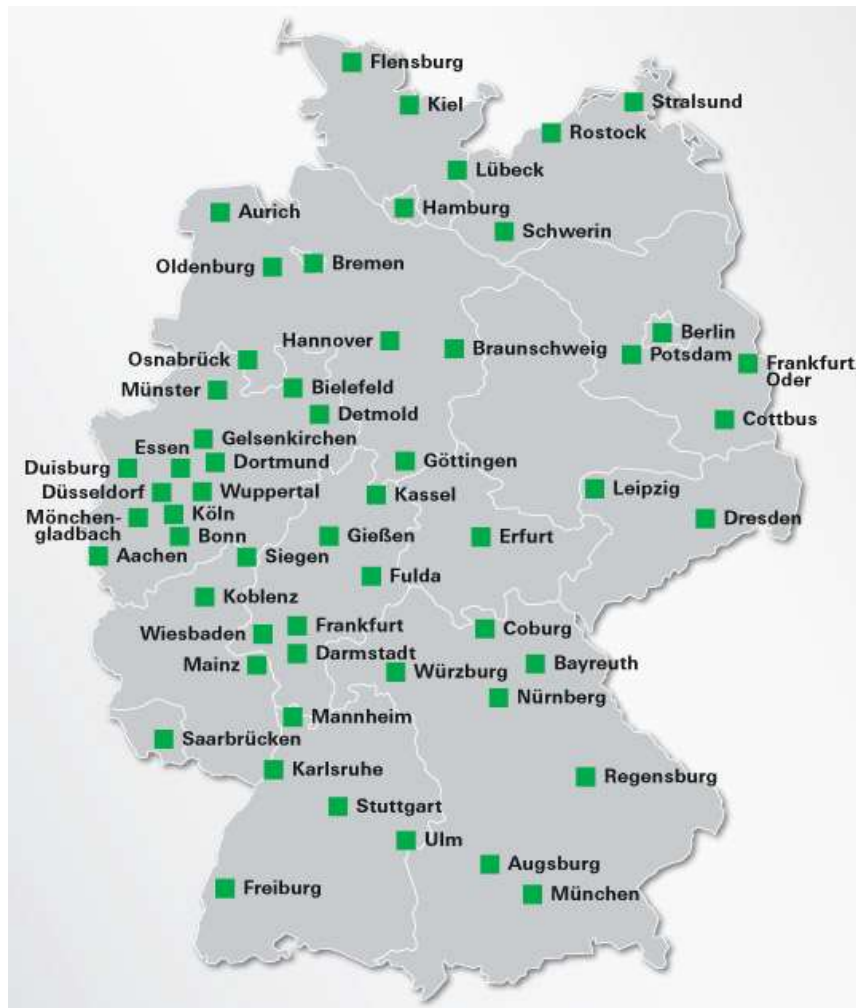 Flensburg
Kiel
Stralsund
Rostock
Lübeck
Hamburg
Aurich
Schwerin
Oldenburg
Bremen
Hannover
Berlin
Braunschweig
Potsdam
Osnabrück
Frankfurt
Oder
Münster
Bielefeld
Detmold
Cottbus
Gelsenkirchen
Essen
Dortmund
Göttingen
Duisburg
Düsseldorf
Wuppertal
Kassel
Leipzig
Mönchen-
gladbach
Köln
Dresden
Bonn
Gießen
Erfurt
Aachen
Siegen
Fulda
Koblenz
Frankfurt
Coburg
Wiesbaden
Darmstadt
Mainz
Würzburg
Bayreuth
Nürnberg
Mannheim
Saarbrücken
Karlsruhe
Regensburg
Stuttgart
Ulm
Augsburg
Freiburg
München